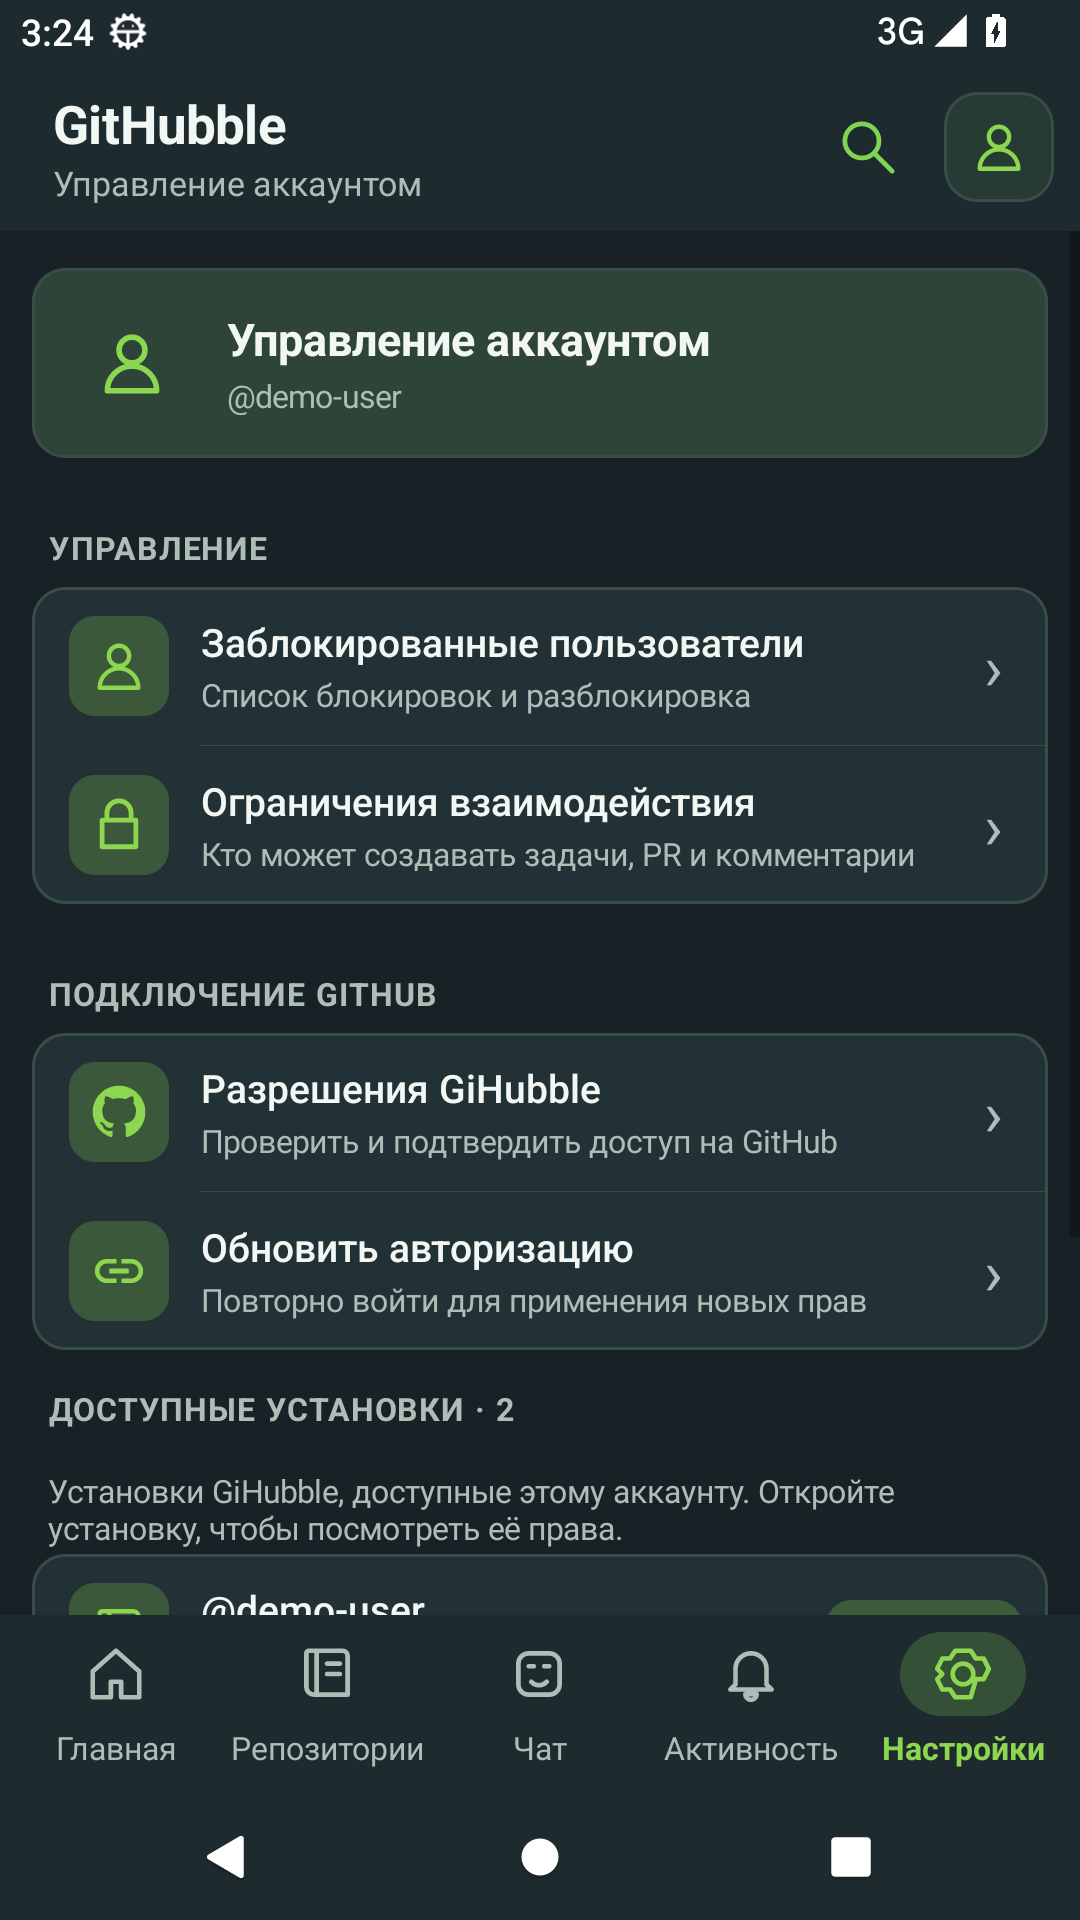 3:24
3G
GitHubble
Управление аккаунтом
Управление аккаунтом
@demo-user
УПРАВЛЕНИЕ
Заблокированные пользователи
Список блокировок и разблокировка
Ограничения взаимодействия
Кто может создавать задачи, PR и комментарии
ПОДКЛЮЧЕНИЕ GITHUB
Разрешения GiHubble
Проверить и подтвердить доступ на GitHub
Обновить авторизацию
Повторно войти для применения новых прав
ДОСТУПНЫЕ УСТАНОВКИ · 2
Установки GiHubble, доступные этому аккаунту. Откройте
установку, чтобы посмотреть её права.
@demo-user
Главная
Репозитории
Чат
Активность
Настройки